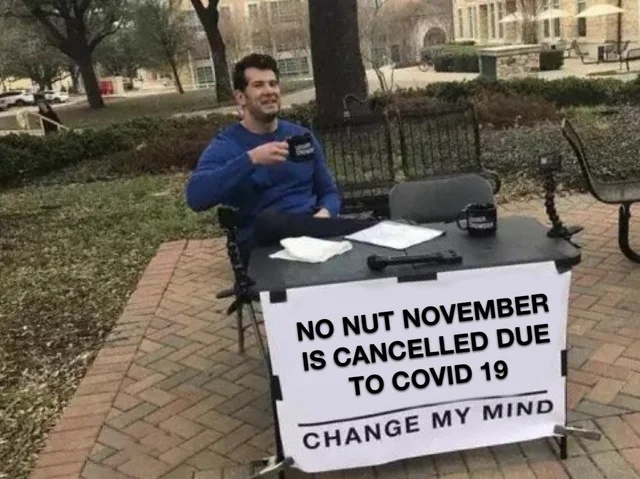 NO NUT NOVEMBER
IS CANCELLED DUE
TO COVID 19
CHANGE MY MIND